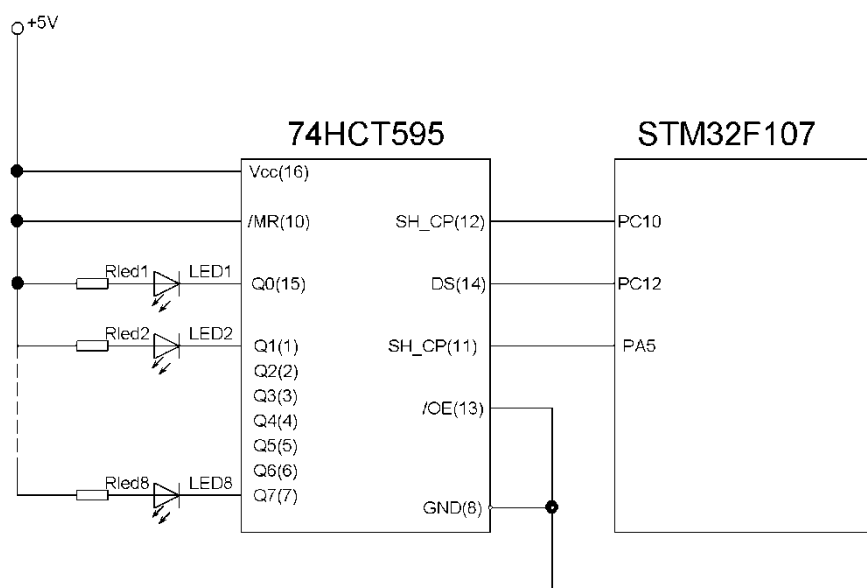 +5V
74HCT595
STM32F107
Vcc(16)
/MR(10)
SH_CP(12)
PC10
Rled1
LED1
Q0(15)
DS(14)
PC12
Rled2
LED2
Q1(1)
SH_CP(11)
PA5
Q2(2)
Q3(3)
/OE(13)
Q4(4)
Q5(5)
Q6(6)
Rled8
LED8
Q7(7)
GND(8)